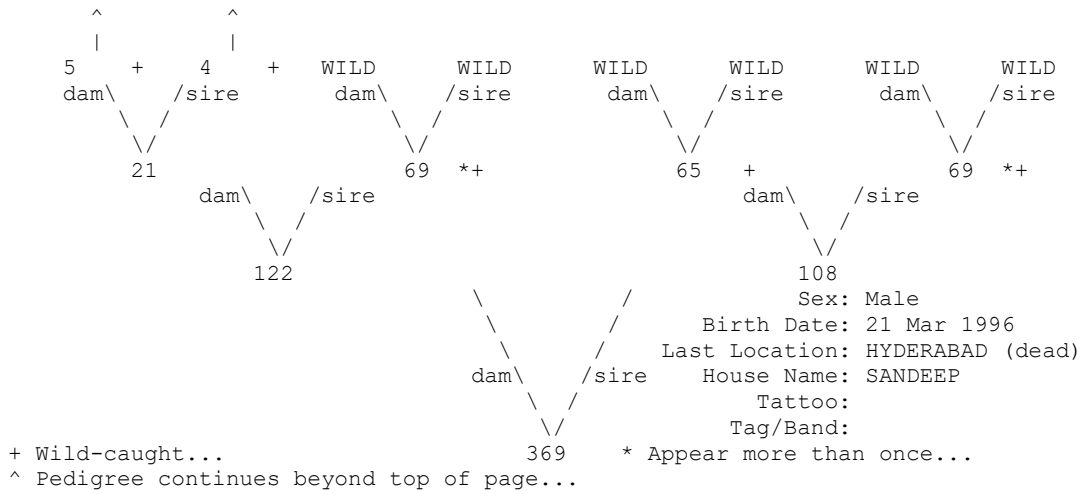 ^ ^
| |
5 + 4 + WILD WILD WILD WILD WILD WILD
dam\ /sire dam\ /sire dam\ /sire dam\ /sire
\ / \ / \ / \ /
\/ \/ \/ \/
21 69 *+ 65 + 69 *+
dam\ /sire dam\ /sire
\ / \ /
\/ \/
122 108
\ / Sex: Male
\ / Birth Date: 21 Mar 1996
\ / Last Location: HYDERABAD (dead)
dam\ /sire House Name: SANDEEP
\ / Tattoo:
\/ Tag/Band:
+ Wild-caught... 369 * Appear more than once...
^ Pedigree continues beyond top of page...